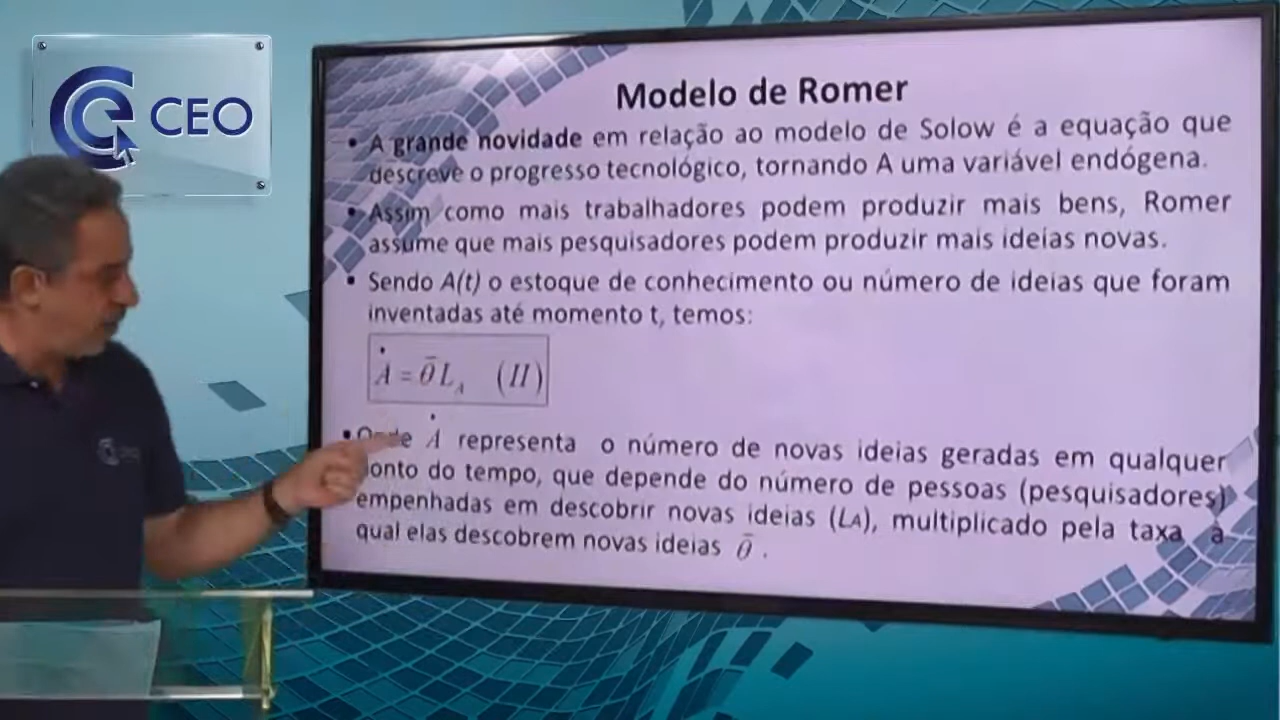 CEO
Modelo de Romer
• A grande novidade em relação ao modelo de Solow é a equação que
descreve o progresso tecnológico, tornando A uma variável endógena.
• Assim como mais trabalhadores podem produzir mais bens, Romer
assume que mais pesquisadores podem produzir mais ideias novas.
• Sendo A(t) o estoque de conhecimento ou número de ideias que foram
inventadas até momento t, temos:
Ȧ = θ̄ L_A (II)
• Onde Ȧ representa o número de novas ideias geradas em qualquer
do tempo, que depende do número de pessoas (pesquisadores)
empenhadas em descobrir novas ideias (LA), multiplicado pela taxa à
qual elas descobrem novas ideias θ̄ .